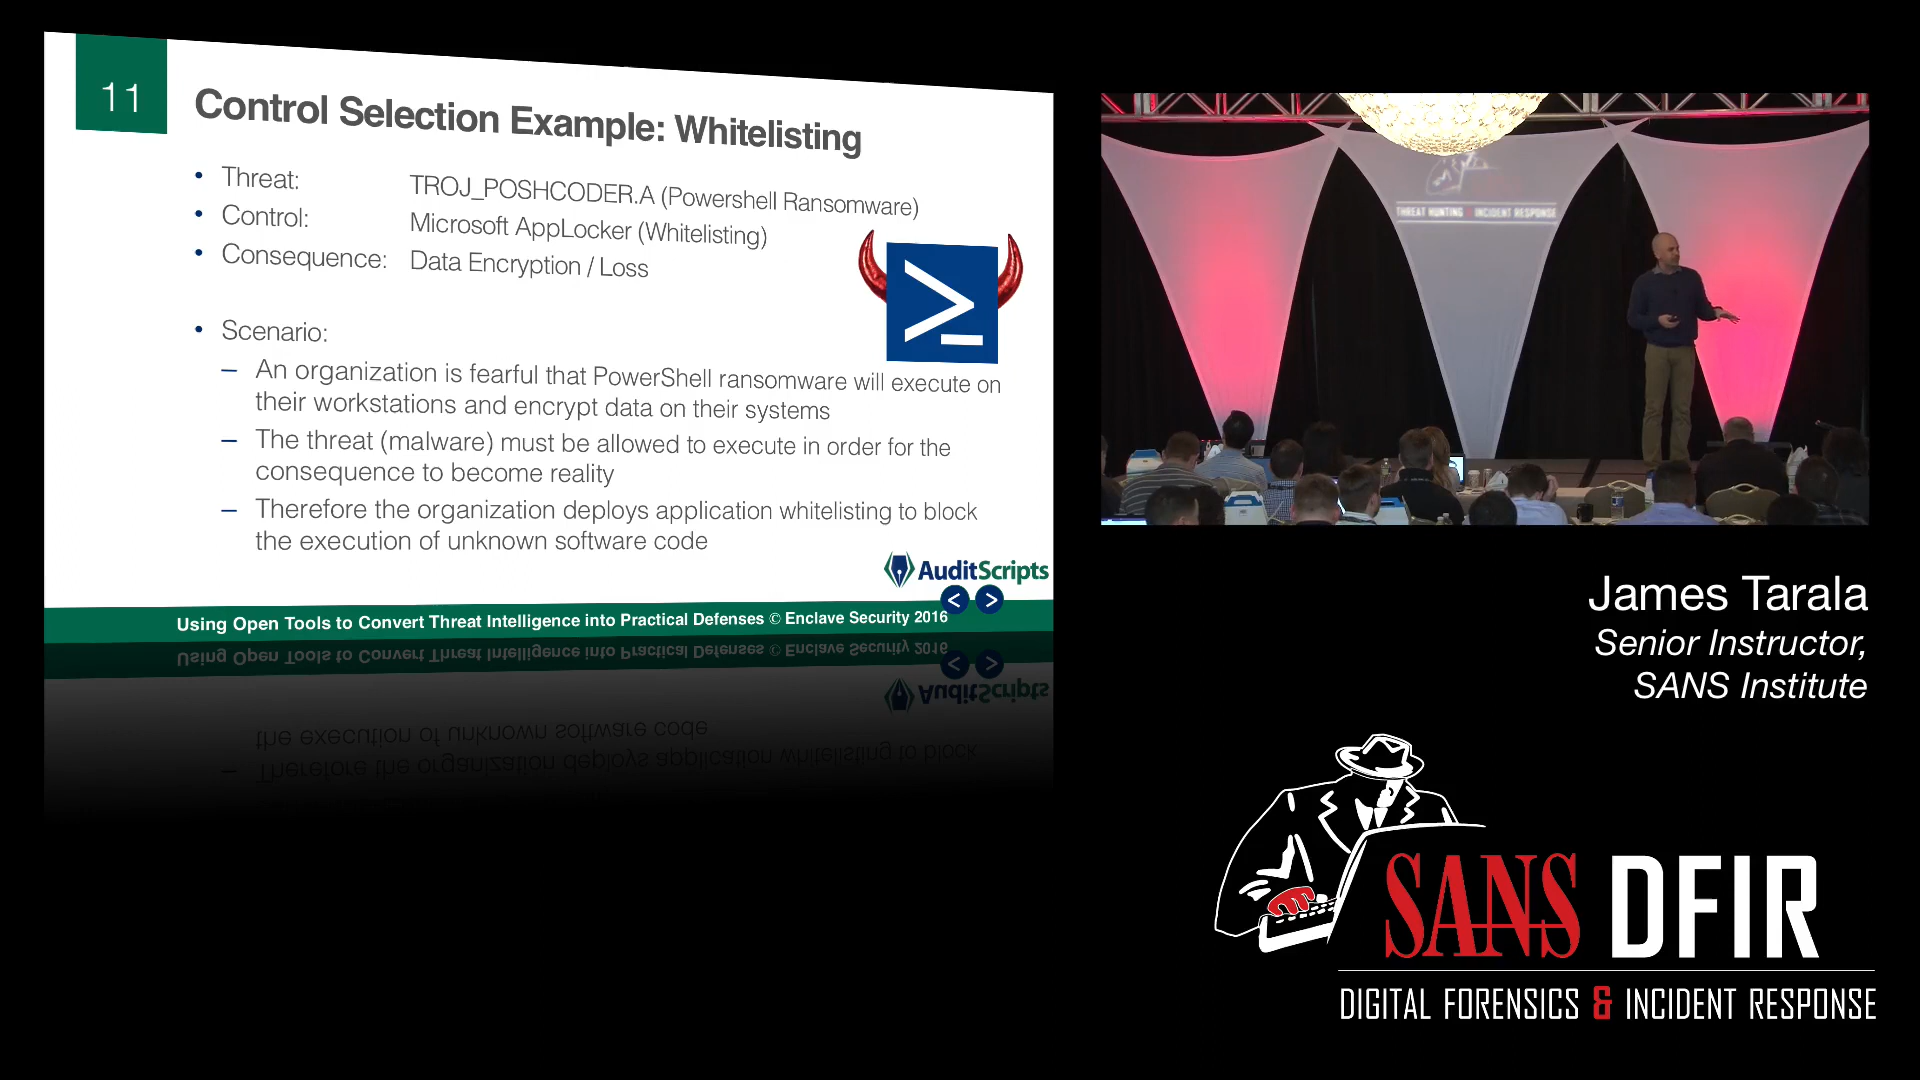 11
Control Selection Example: Whitelisting
• Threat: TROJ_POSHCODER.A (Powershell Ransomware)
• Control: Microsoft AppLocker (Whitelisting)
• Consequence: Data Encryption / Loss
• Scenario:
– An organization is fearful that PowerShell ransomware will execute on
their workstations and encrypt data on their systems
– The threat (malware) must be allowed to execute in order for the
consequence to become reality
– Therefore the organization deploys application whitelisting to block
the execution of unknown software code
AuditScripts
< >
Using Open Tools to Convert Threat Intelligence into Practical Defenses © Enclave Security 2016
THREAT HUNTING & INCIDENT RESPONSE
James Tarala
Senior Instructor,
SANS Institute
SANS DFIR
DIGITAL FORENSICS & INCIDENT RESPONSE